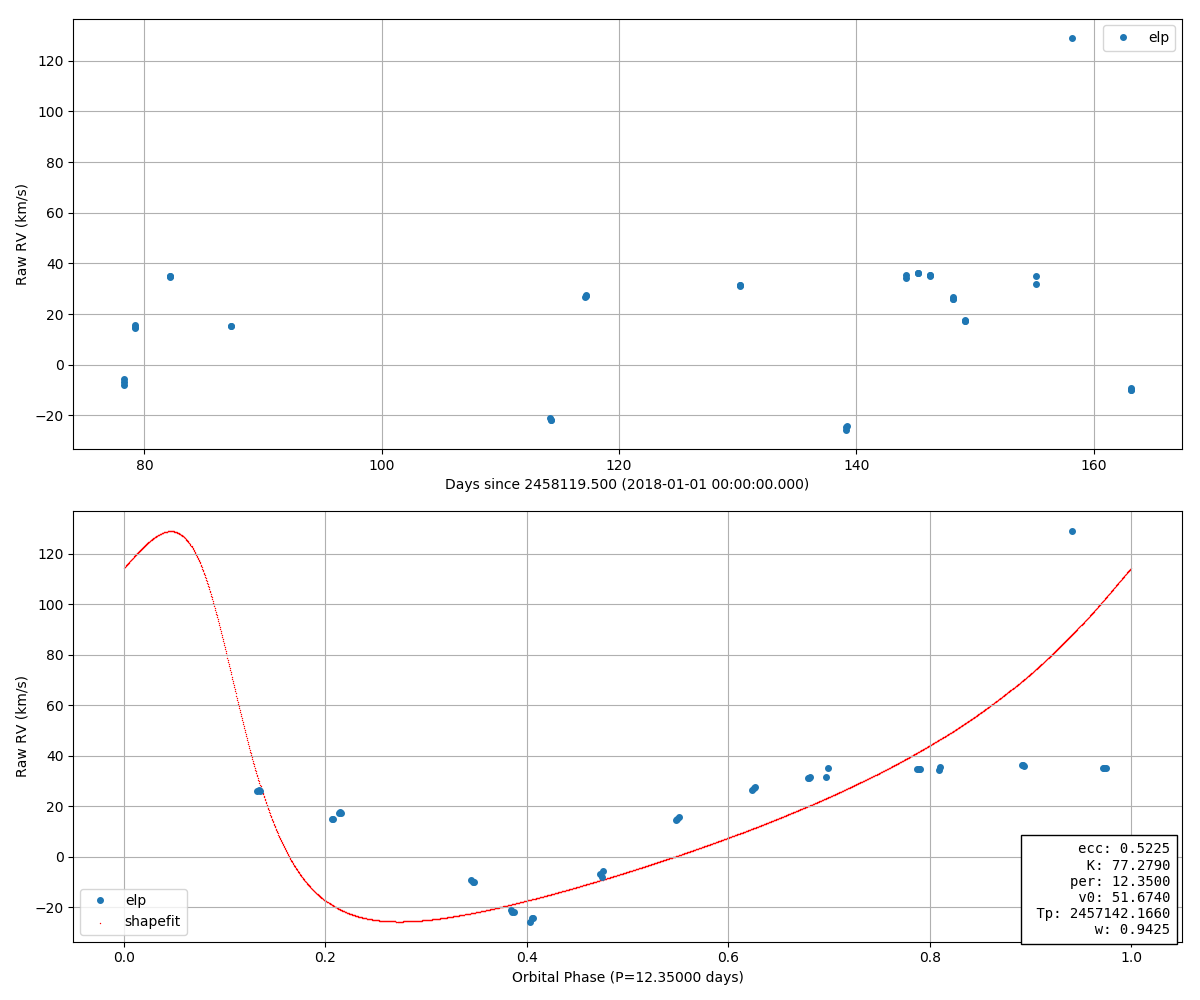 120
100
80
60
40
20
0
−20
Raw RV (km/s)
elp
80
100
120
140
160
Days since 2458119.500 (2018-01-01 00:00:00.000)
120
100
80
60
40
20
0
−20
Raw RV (km/s)
elp
shapefit
ecc: 0.5225
K: 77.2790
per: 12.3500
v0: 51.6740
Tp: 2457142.1660
w: 0.9425
0.0
0.2
0.4
0.6
0.8
1.0
Orbital Phase (P=12.35000 days)